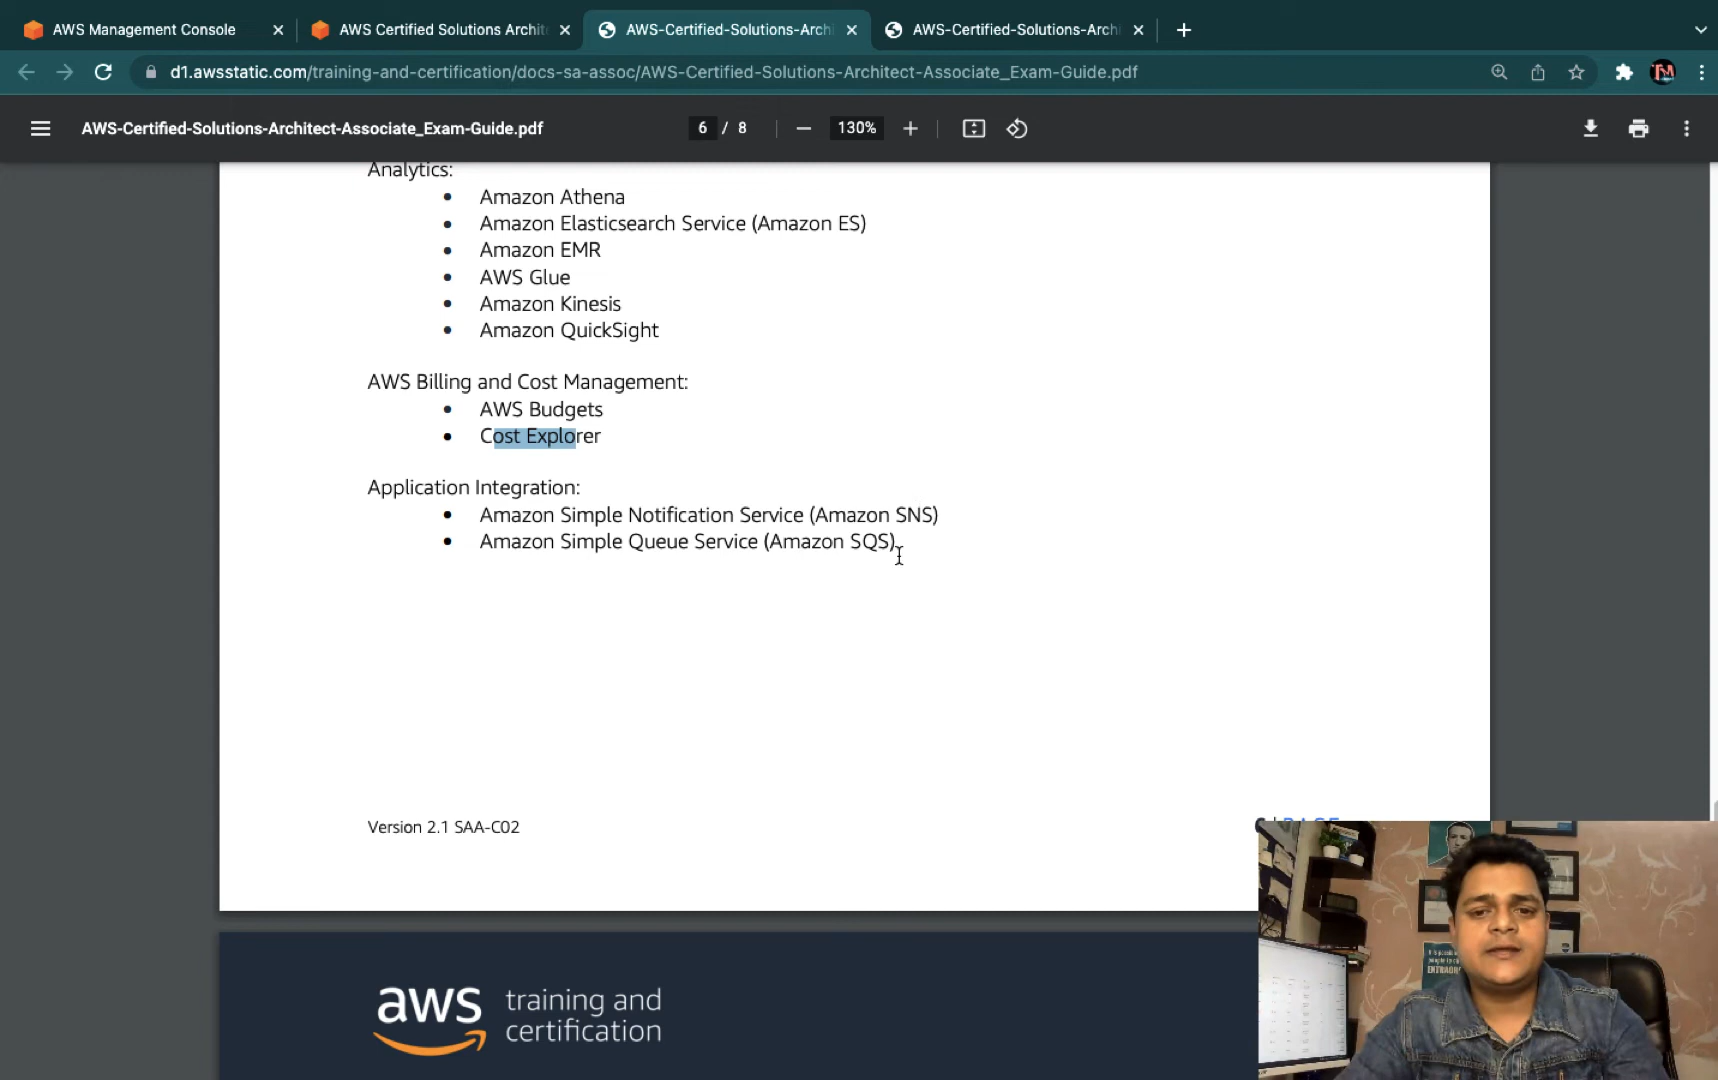 AWS Management Console
AWS Certified Solutions Archite
AWS-Certified-Solutions-Archi
AWS-Certified-Solutions-Archi
d1.awsstatic.com/training-and-certification/docs-sa-assoc/AWS-Certified-Solutions-Architect-Associate_Exam-Guide.pdf
AWS-Certified-Solutions-Architect-Associate_Exam-Guide.pdf
6 / 8
130%
Analytics:
• Amazon Athena
• Amazon Elasticsearch Service (Amazon ES)
• Amazon EMR
• AWS Glue
• Amazon Kinesis
• Amazon QuickSight
AWS Billing and Cost Management:
• AWS Budgets
• Cost Explorer
Application Integration:
• Amazon Simple Notification Service (Amazon SNS)
• Amazon Simple Queue Service (Amazon SQS)
Version 2.1 SAA-C02
aws training and
certification